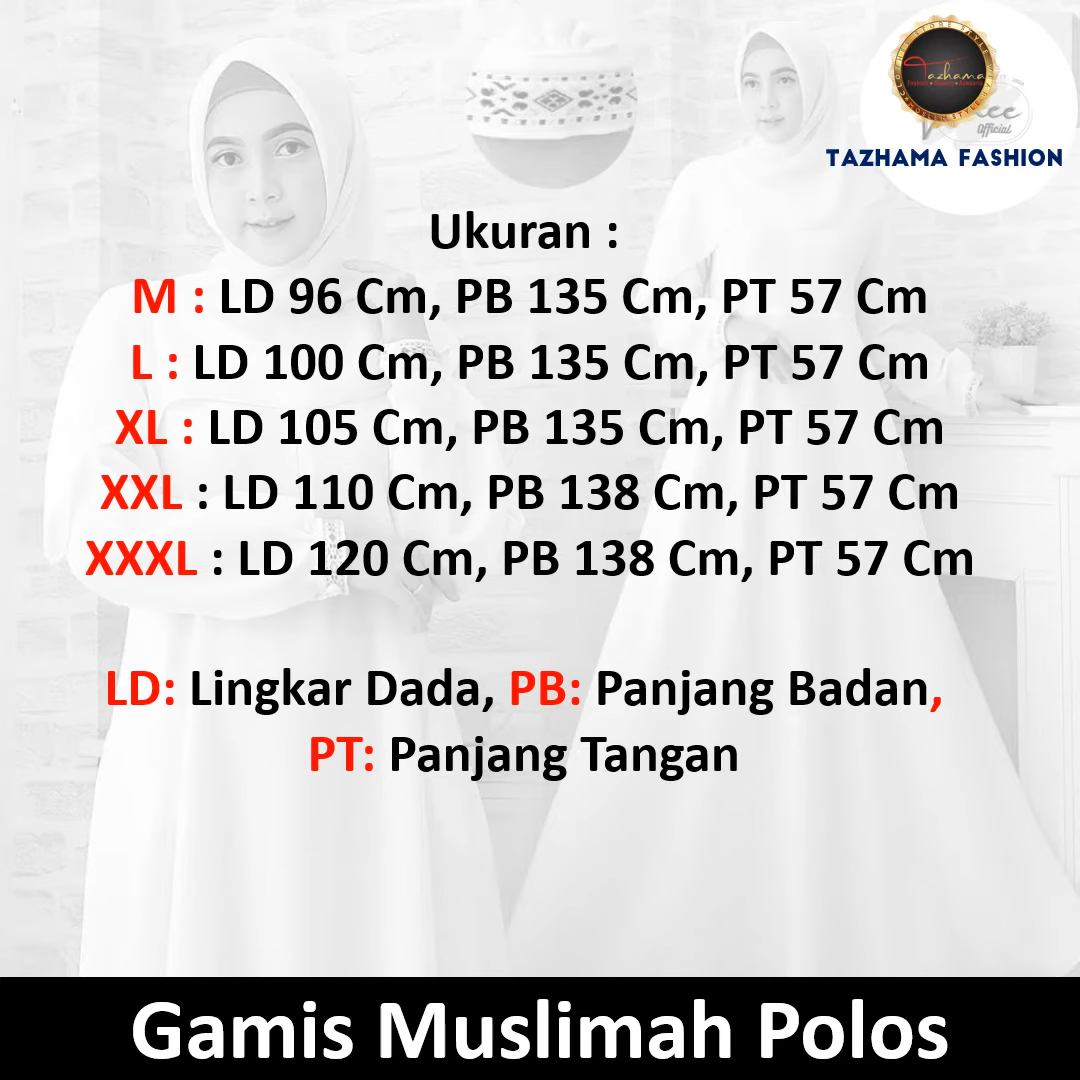 Tazhama
Official
TAZHAMA FASHION
Ukuran :
M : LD 96 Cm, PB 135 Cm, PT 57 Cm
L : LD 100 Cm, PB 135 Cm, PT 57 Cm
XL : LD 105 Cm, PB 135 Cm, PT 57 Cm
XXL : LD 110 Cm, PB 138 Cm, PT 57 Cm
XXXL : LD 120 Cm, PB 138 Cm, PT 57 Cm
LD: Lingkar Dada, PB: Panjang Badan,
PT: Panjang Tangan
Gamis Muslimah Polos